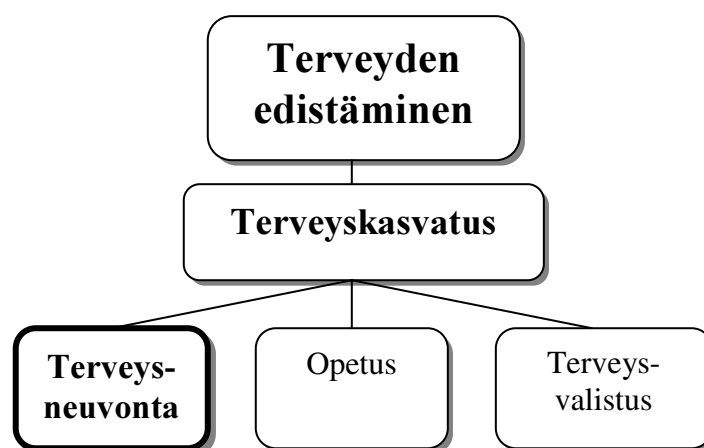 Terveyden
edistäminen
Terveyskasvatus
Terveys-
neuvonta
Opetus
Terveys-
valistus